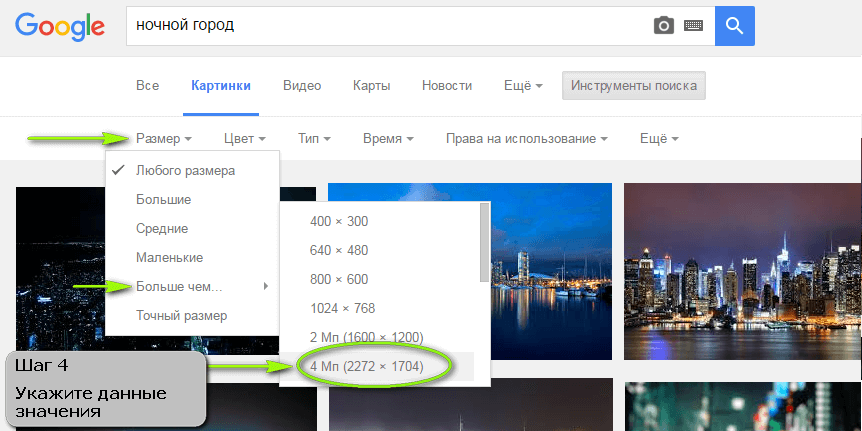 Google
ночной город
Все Картинки Видео Карты Новости Ещё Инструменты поиска
Размер Цвет Тип Время Права на использование Ещё
Любого размера
Большие
Средние
Маленькие
Больше чем...
Точный размер
400 × 300
640 × 480
800 × 600
1024 × 768
2 Мп (1600 × 1200)
4 Мп (2272 × 1704)
Шаг 4
Укажите данные
значения